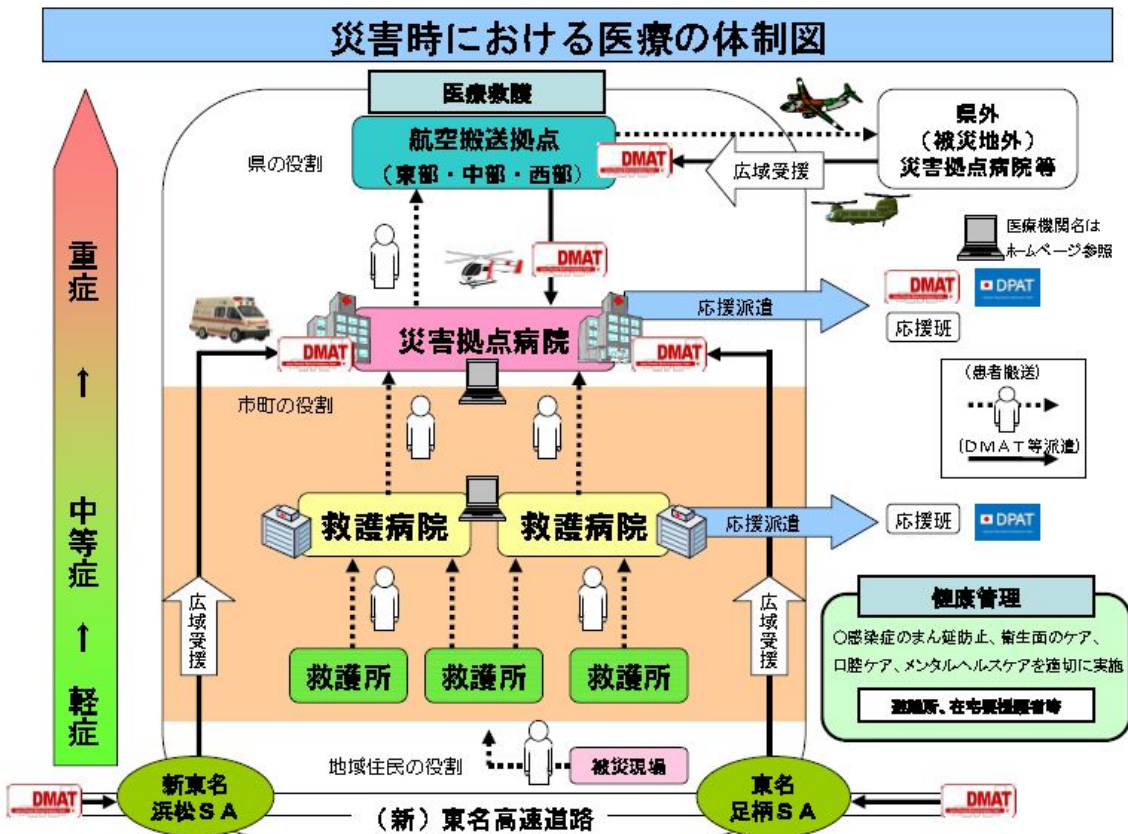 災害時における医療の体制図
医療救護
航空搬送拠点
（東部・中部・西部）
DMAT
県の役割
広域受援
県外
（被災地外）
災害拠点病院等
医療機関名は
ホームページ参照
DMAT
重症
↑
中等症
↑
軽症
災害拠点病院
DMAT
DMAT
応援派遣
DMAT
DPAT
応援班
（患者搬送）
（DMAT等派遣）
市町の役割
救護病院
救護病院
応援派遣
応援班
DPAT
広域受援
広域受援
救護所
救護所
救護所
健康管理
○感染症のまん延防止、衛生面のケア、
口腔ケア、メンタルヘルスケアを適切に実施
避難所、在宅要援護者等
地域住民の役割
被災現場
DMAT
新東名
浜松ＳＡ
（新）東名高速道路
東名
足柄ＳＡ
DMAT